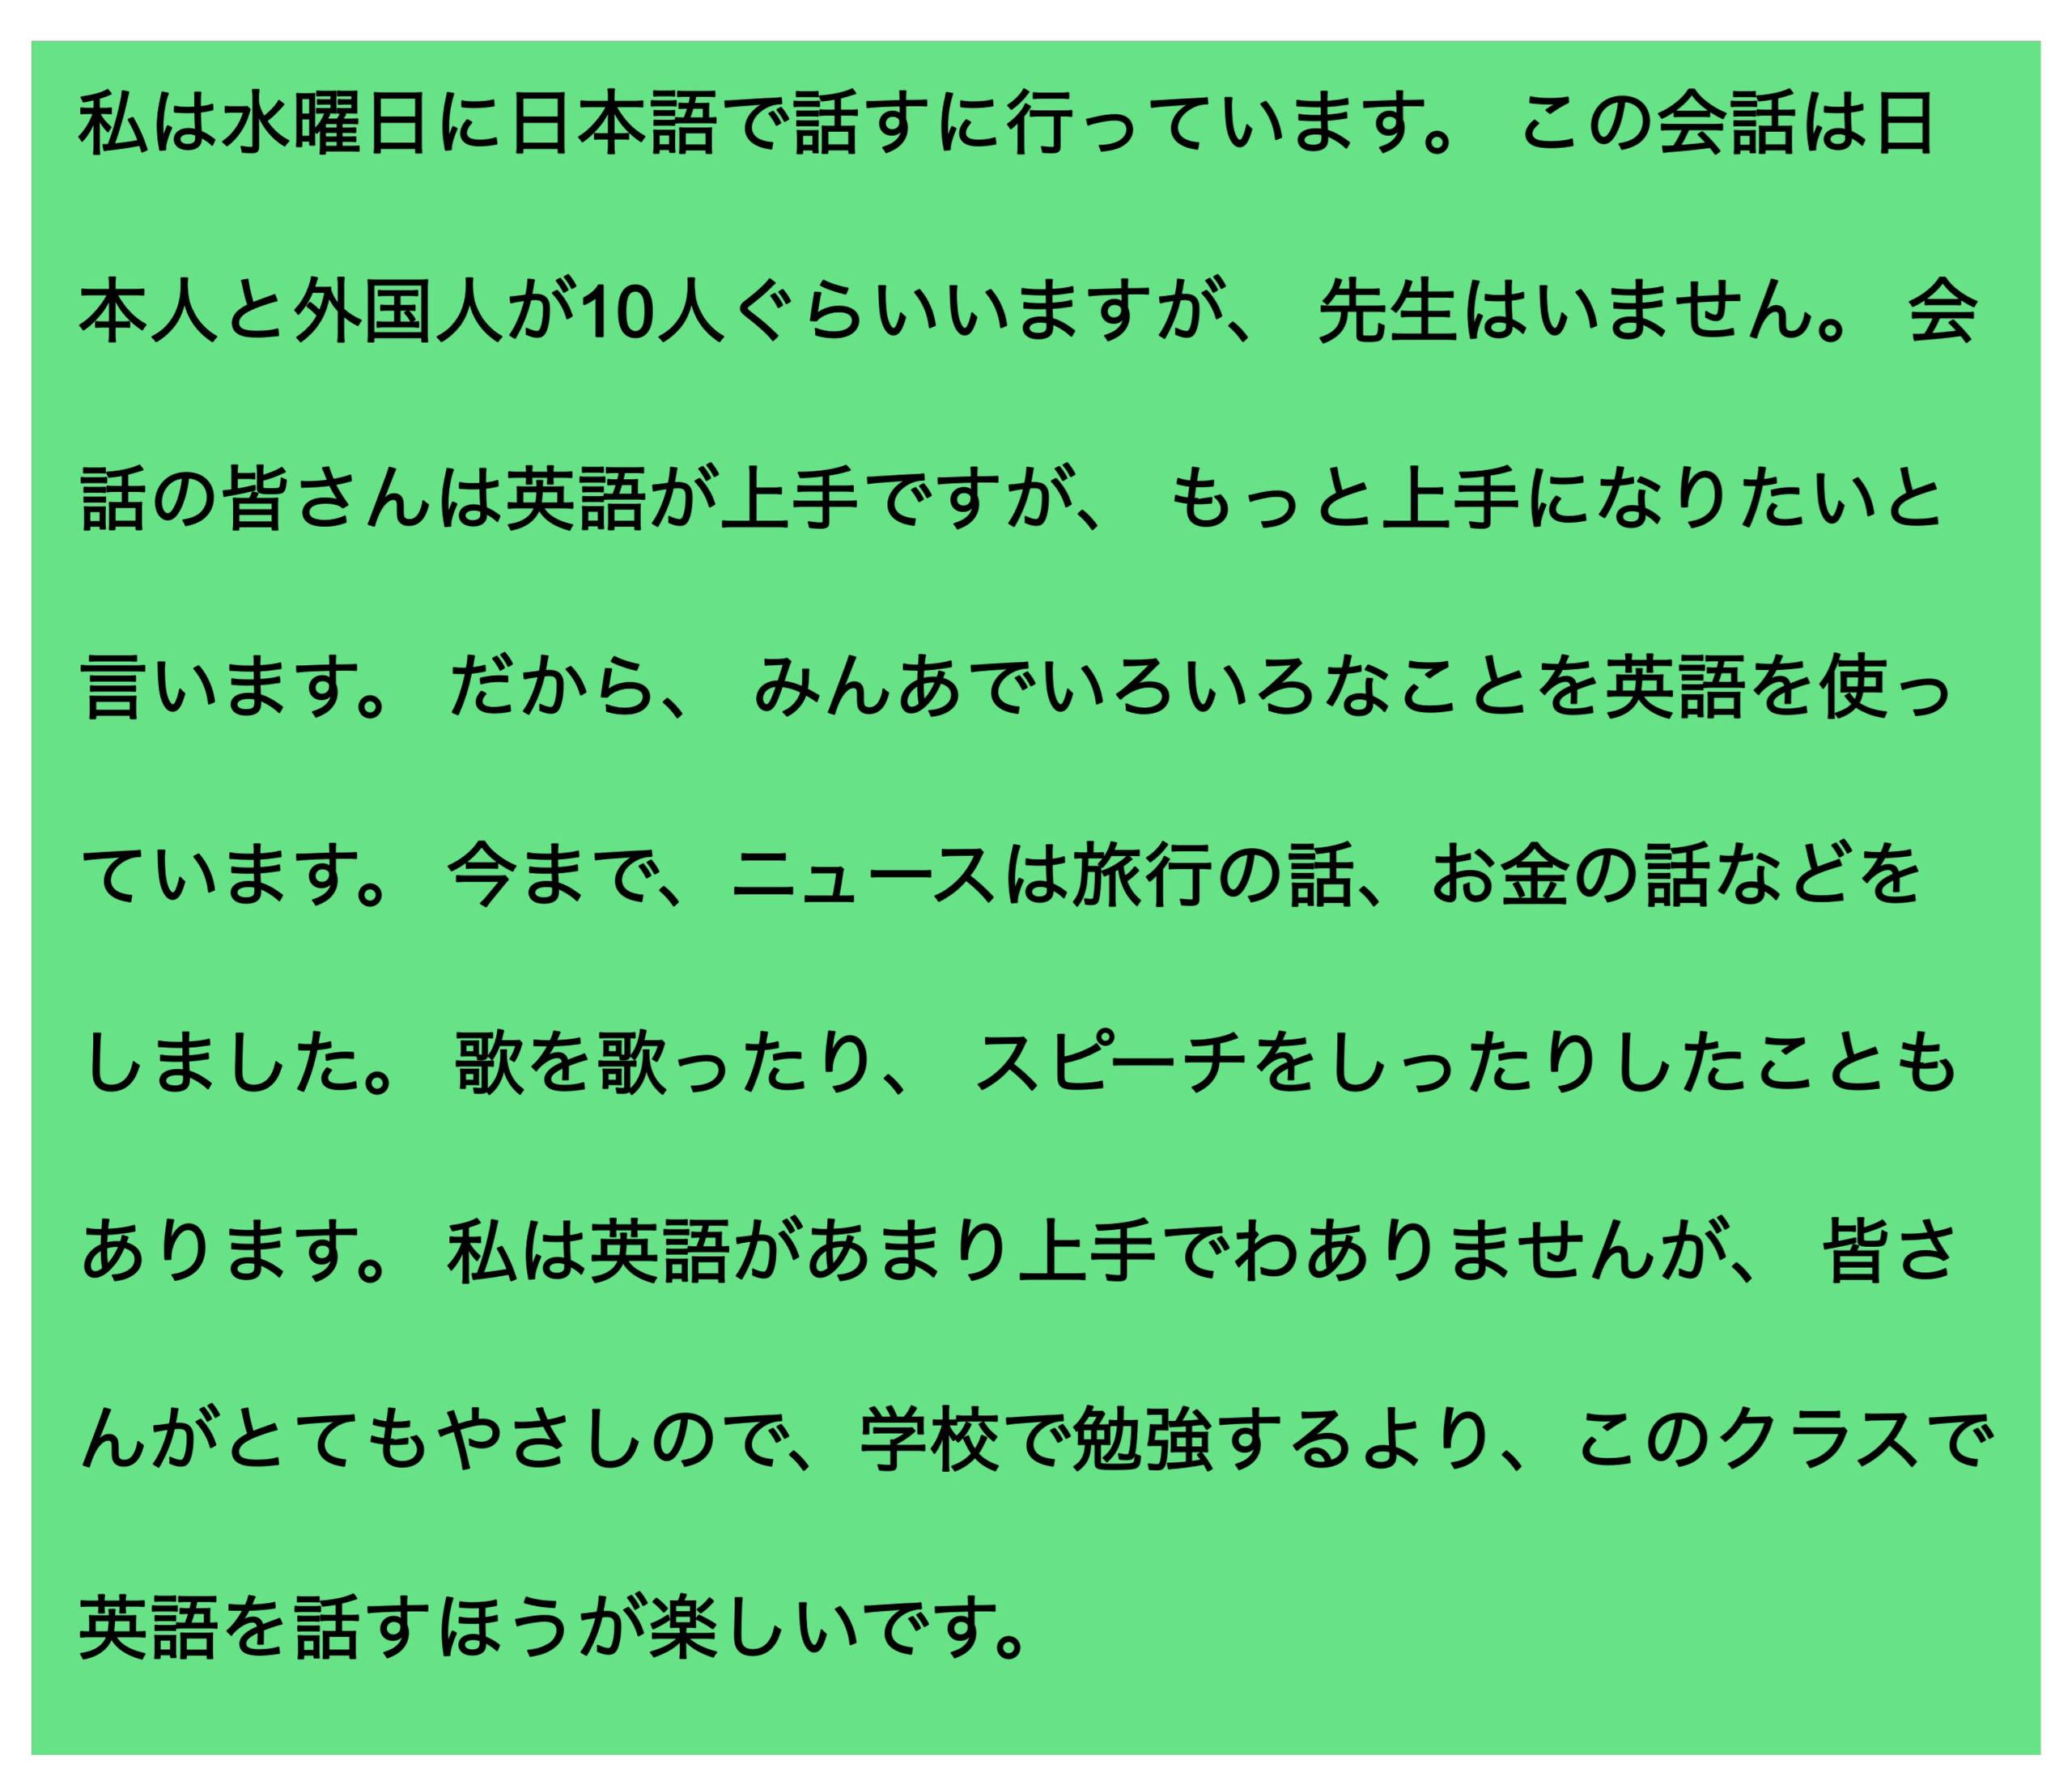 私は水曜日に日本語で話すに行っています。 この会話は日
本人と外国人が10人ぐらいいますが、 先生はいません。 会
話の皆さんは英語が上手ですが、 もっと上手になりたいと
言います。 だから、 みんあでいるいるなことを英語を使っ
ています。 今まで、ニュースは旅行の話、お金の話などを
しました。 歌を歌ったり、 スピーチをしったりしたことも
あります。 私は英語があまり上手でわありませんが、 皆さ
んがとてもやさしので、学校で勉強するより、このクラスで
英語を話すほうが楽しいです。